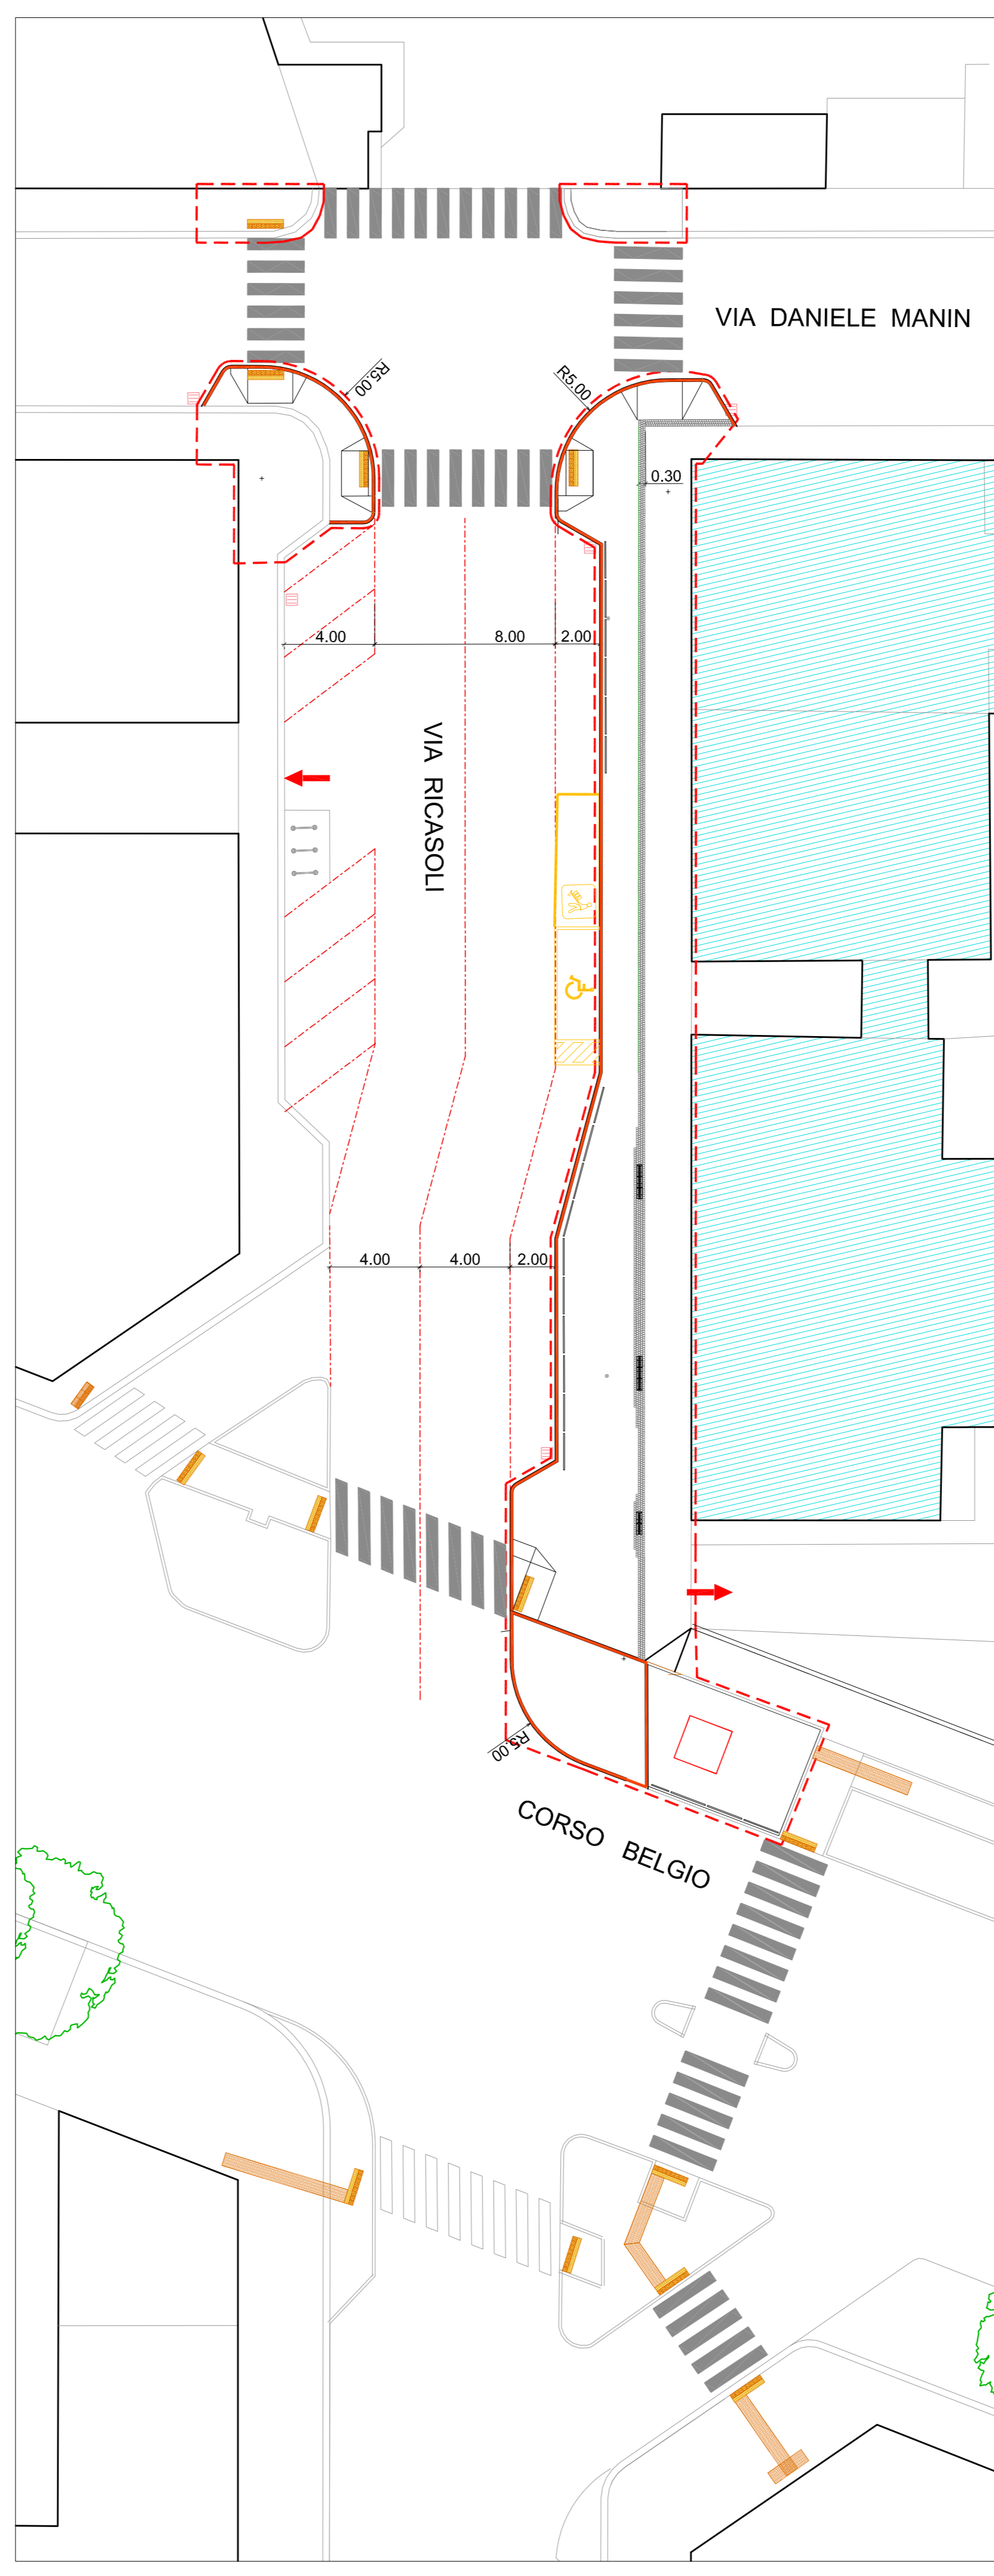 VIA DANIELE MANIN
R5.00
R5.00
0.30
4.00
8.00
2.00
VIA RICASOLI
4.00
4.00
2.00
R5.00
CORSO BELGIO